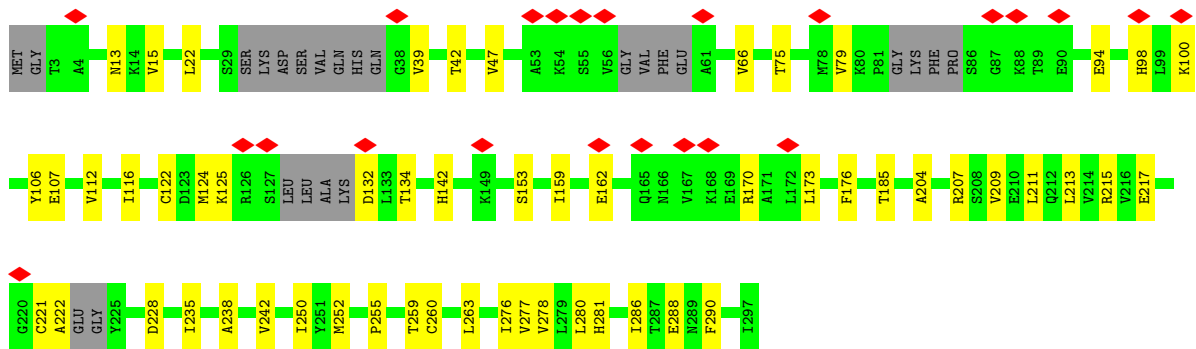 MET GLY T3 A4 N13 K14 V15 L22 S29 SER LYS ASP SER VAL GLN HIS GLN G38 V39 T42 V47 A53 K54 S55 V56 GLY VAL PHE GLU A61 V66 T75 M78 V79 K80 P81 GLY LYS PHE PRO S86 G87 K88 T89 E90 E94 H98 L99 K100
Y106 E107 V112 I116 C122 D123 M124 K125 R126 S127 LEU LEU ALA LYS D132 L133 T134 H142 K149 S153 I159 E162 Q165 N166 V167 K168 E169 R170 A171 L172 L173 F176 T185 A204 R207 S208 V209 E210 L211 Q212 L213 V214 R215 V216 E217
G220 C221 A222 GLU GLY Y225 D228 I235 A238 V242 I250 Y251 M252 P255 T259 C260 L263 I276 V277 V278 L279 L280 H281 I286 T287 E288 N289 F290 I297